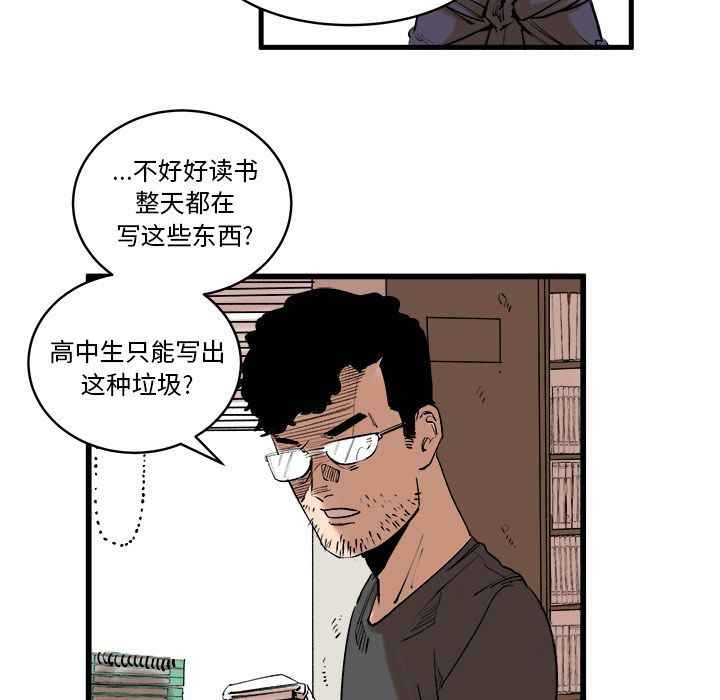 ...不好好读书
整天都在
写这些东西?
高中生只能写出
这种垃圾?